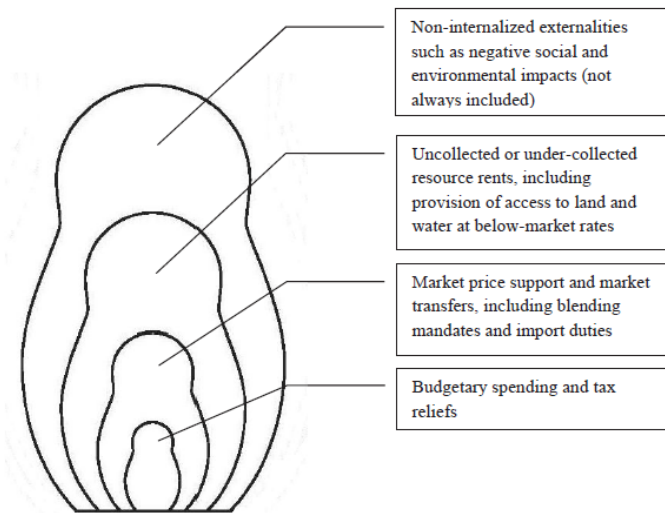 Non-internalized externalities
such as negative social and
environmental impacts (not
always included)
Uncollected or under-collected
resource rents, including
provision of access to land and
water at below-market rates
Market price support and market
transfers, including blending
mandates and import duties
Budgetary spending and tax
reliefs